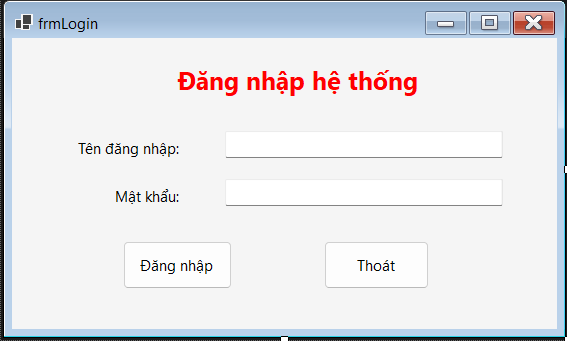 frmLogin
Đăng nhập hệ thống
Tên đăng nhập:
Mật khẩu:
Đăng nhập
Thoát